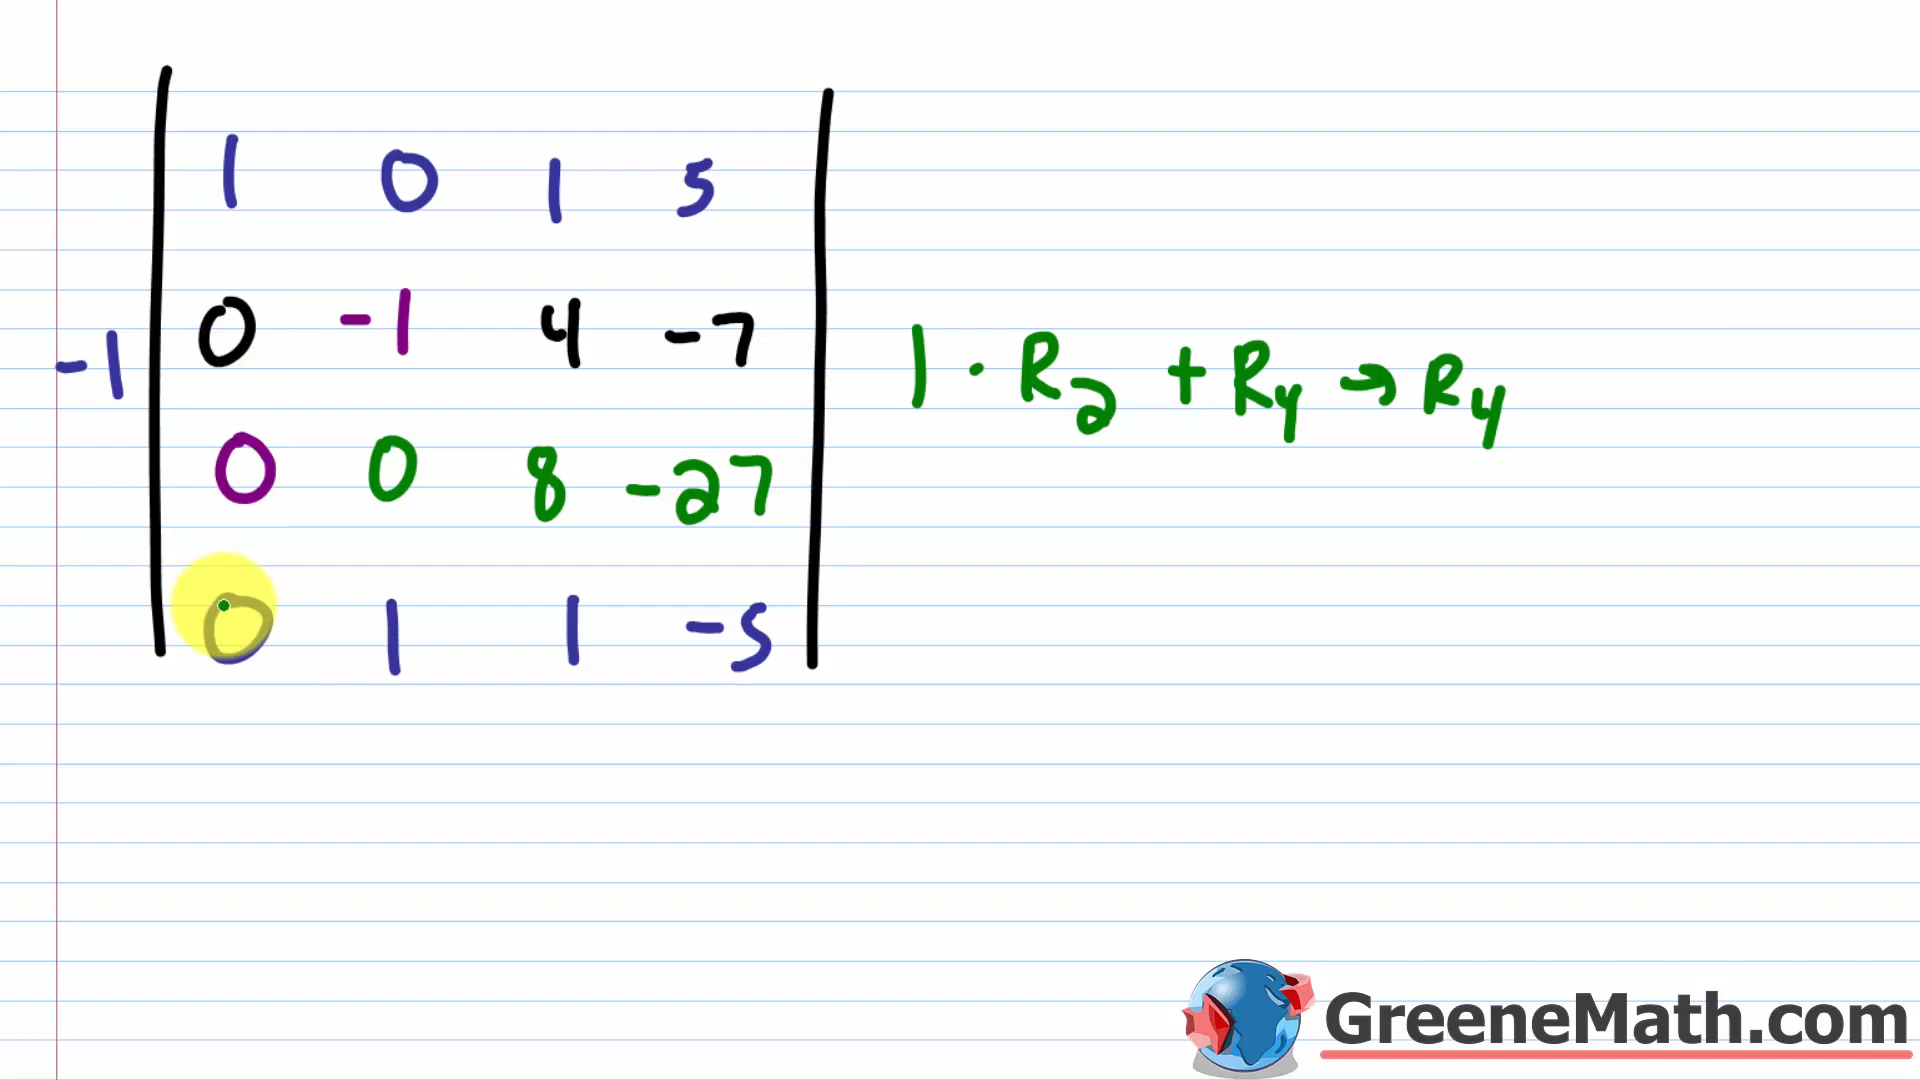 1 0 1 5
0 -1 4 -7
-1
1 · R2 + R4 → R4
0 0 8 -27
0 1 1 -5
GreeneMath.com